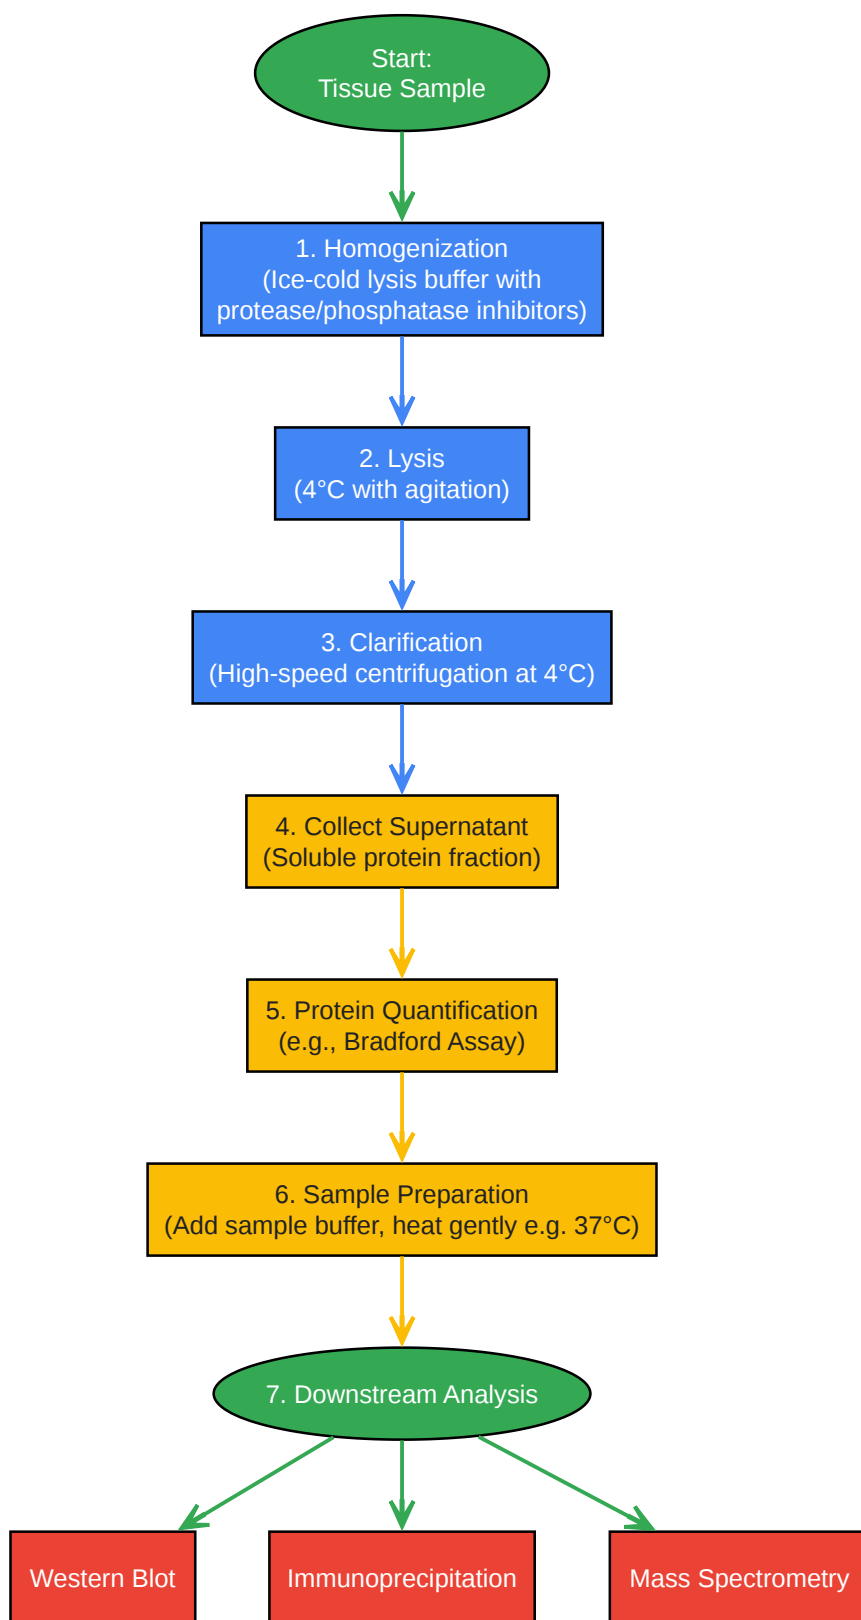 Start:
Tissue Sample
1. Homogenization
(Ice-cold lysis buffer with
protease/phosphatase inhibitors)
2. Lysis
(4°C with agitation)
3. Clarification
(High-speed centrifugation at 4°C)
4. Collect Supernatant
(Soluble protein fraction)
5. Protein Quantification
(e.g., Bradford Assay)
6. Sample Preparation
(Add sample buffer, heat gently e.g. 37°C)
7. Downstream Analysis
Western Blot
Immunoprecipitation
Mass Spectrometry